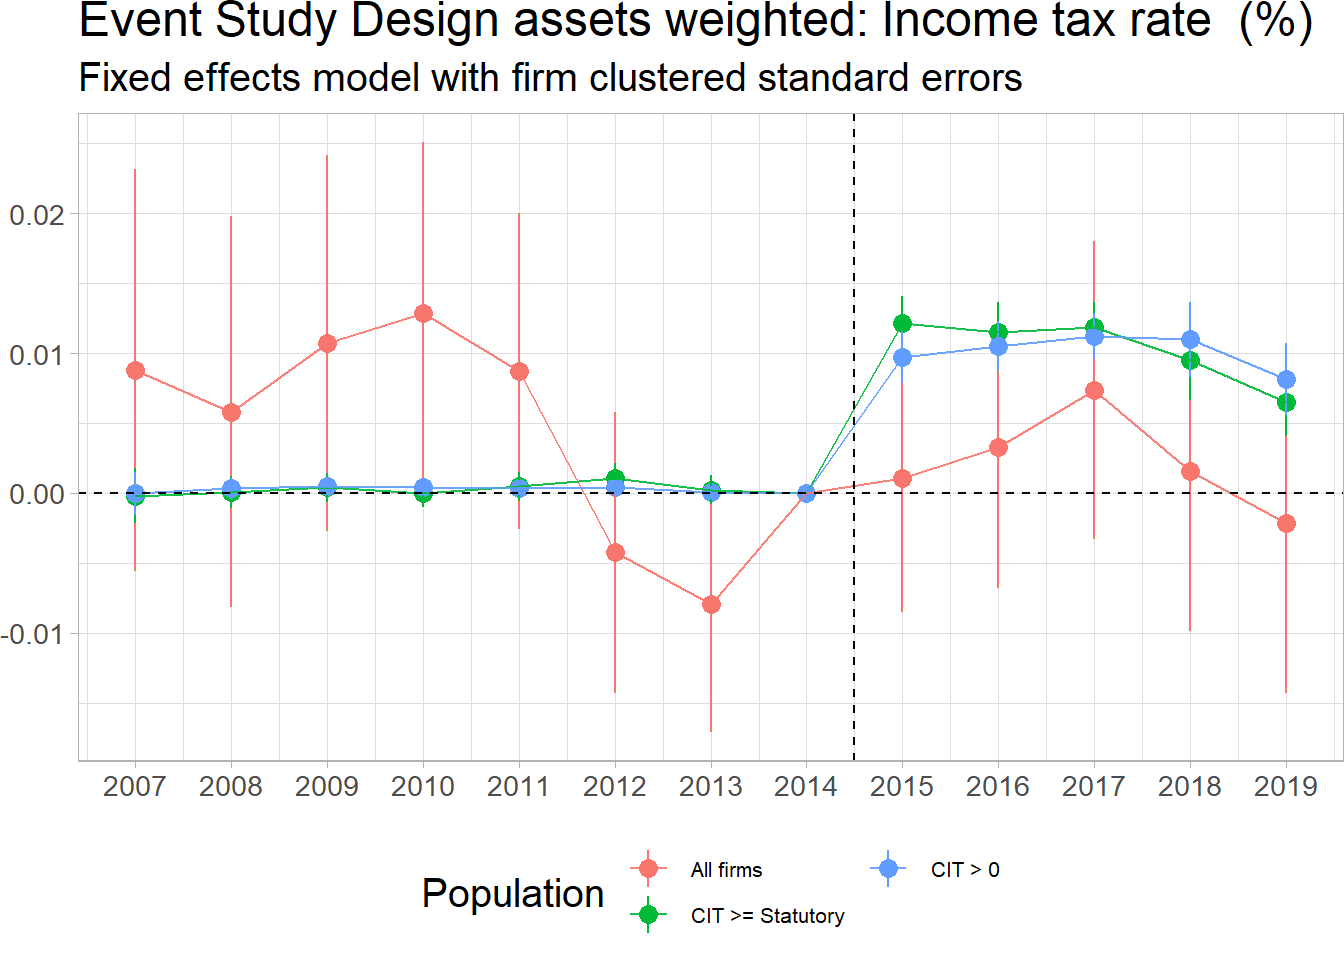 Event Study Design assets weighted: Income tax rate (%)
Fixed effects model with firm clustered standard errors
0.02
0.01
0.00
-0.01
2007 2008 2009 2010 2011 2012 2013 2014 2015 2016 2017 2018 2019
Population
All firms
CIT >= Statutory
CIT > 0